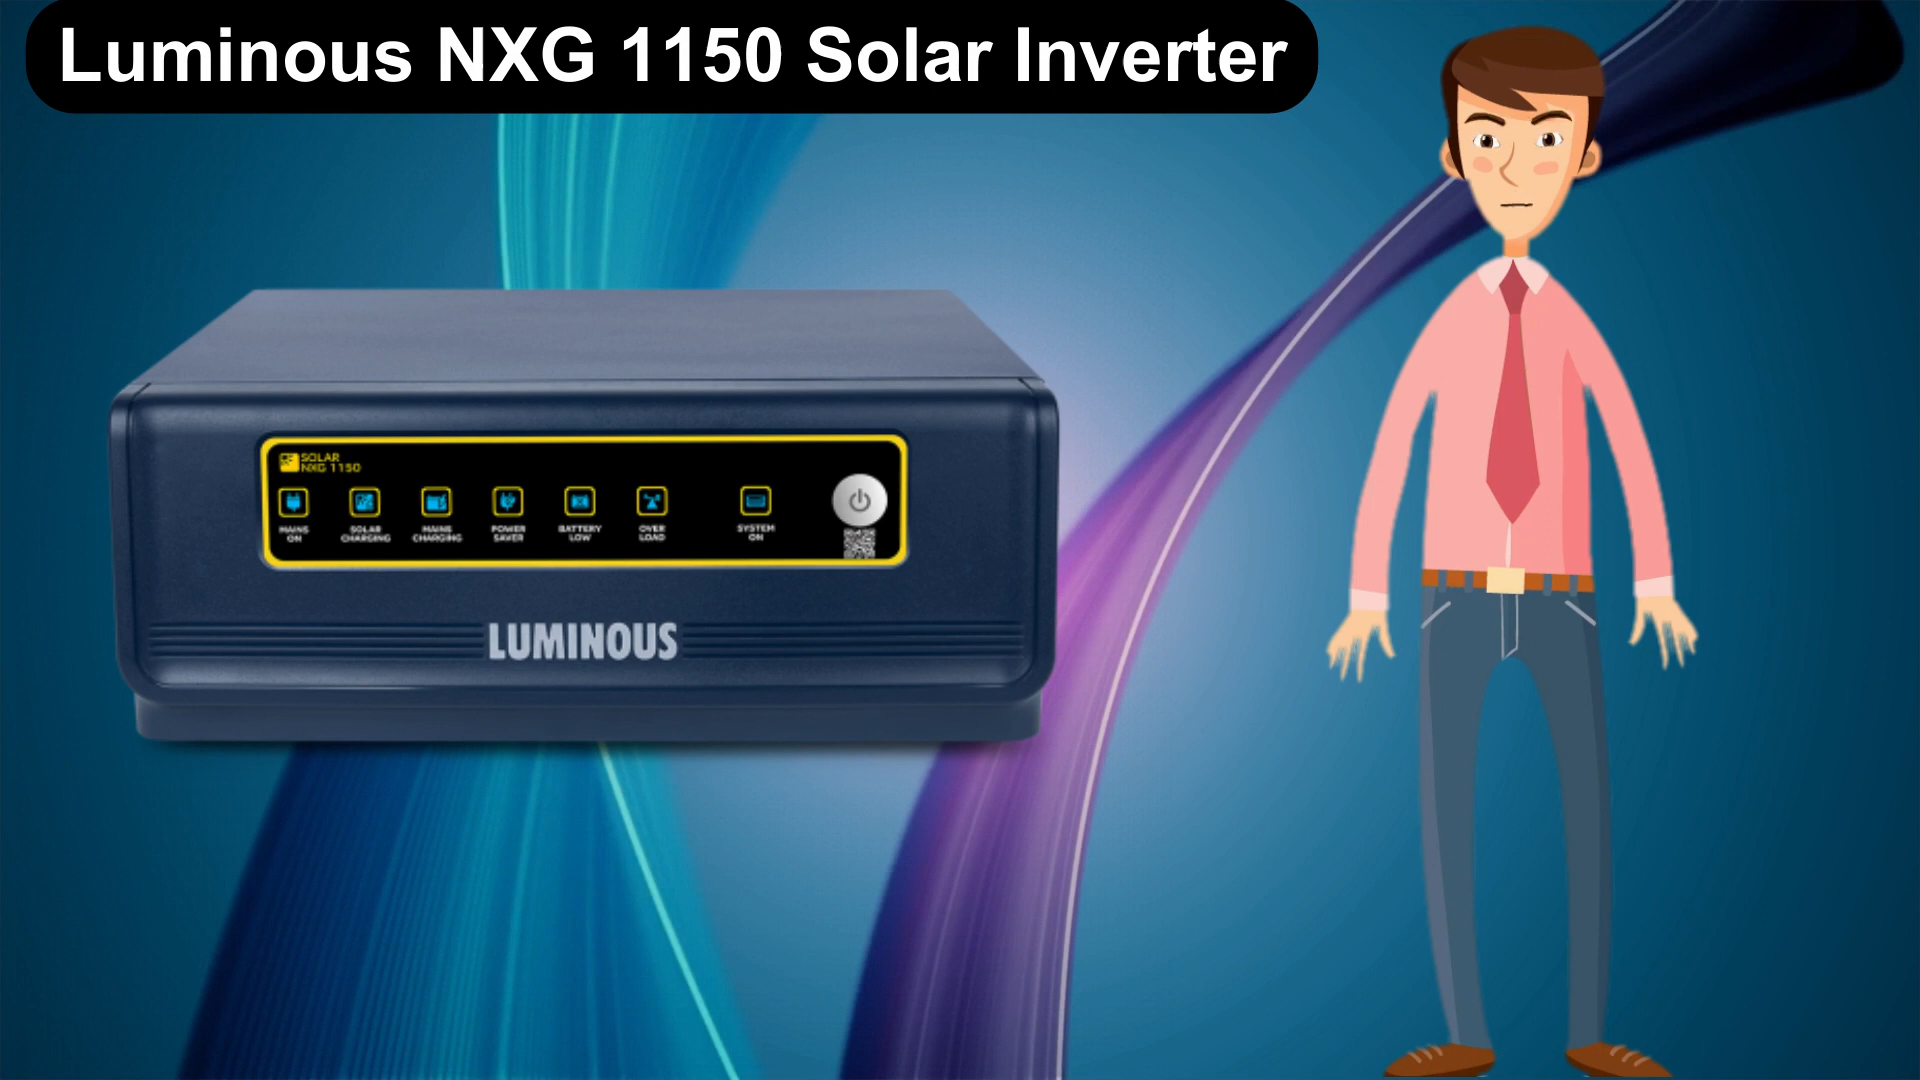 Luminous NXG 1150 Solar Inverter
SOLAR
NXG 1150
MAINS
ON
SOLAR
CHARGING
MAINS
CHARGING
POWER
SAVER
BATTERY
LOW
OVER
LOAD
SYSTEM
ON
LUMINOUS